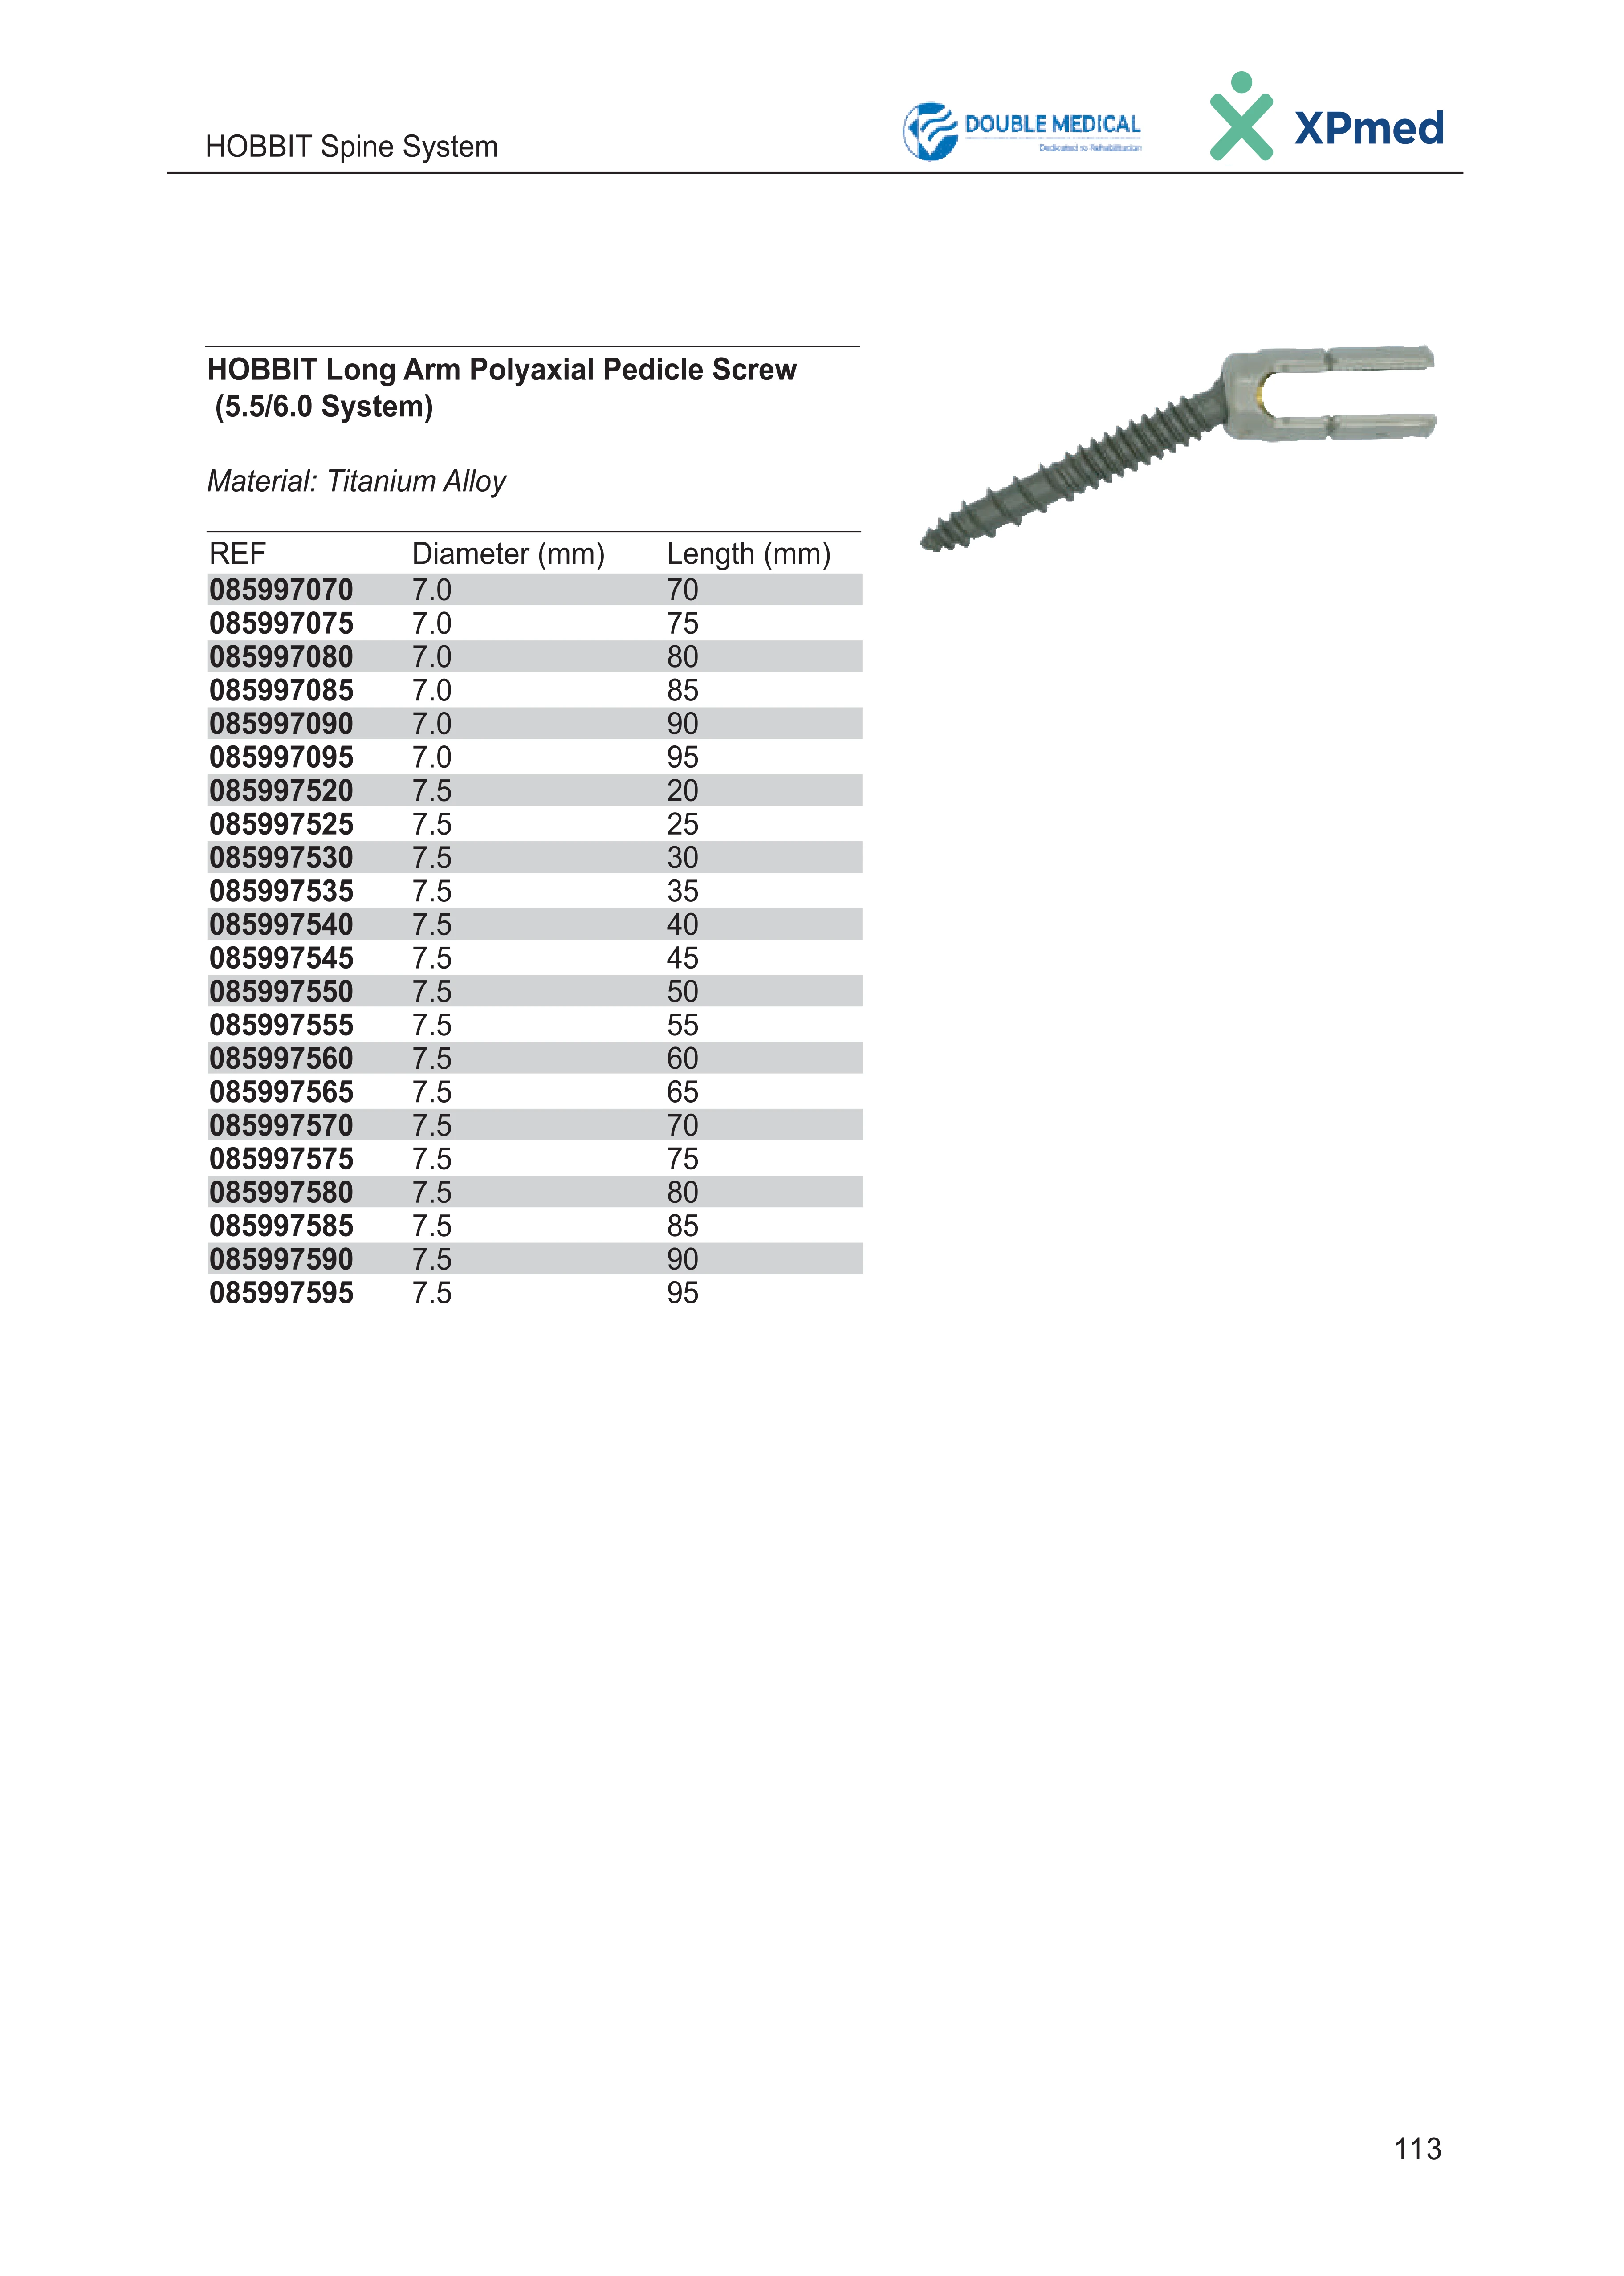 HOBBIT Spine System
DOUBLE MEDICAL
Dedicated to Rehabilitation
XPmed
HOBBIT Long Arm Polyaxial Pedicle Screw
(5.5/6.0 System)
Material: Titanium Alloy
REF Diameter (mm) Length (mm)
085997070 7.0 70
085997075 7.0 75
085997080 7.0 80
085997085 7.0 85
085997090 7.0 90
085997095 7.0 95
085997520 7.5 20
085997525 7.5 25
085997530 7.5 30
085997535 7.5 35
085997540 7.5 40
085997545 7.5 45
085997550 7.5 50
085997555 7.5 55
085997560 7.5 60
085997565 7.5 65
085997570 7.5 70
085997575 7.5 75
085997580 7.5 80
085997585 7.5 85
085997590 7.5 90
085997595 7.5 95
113